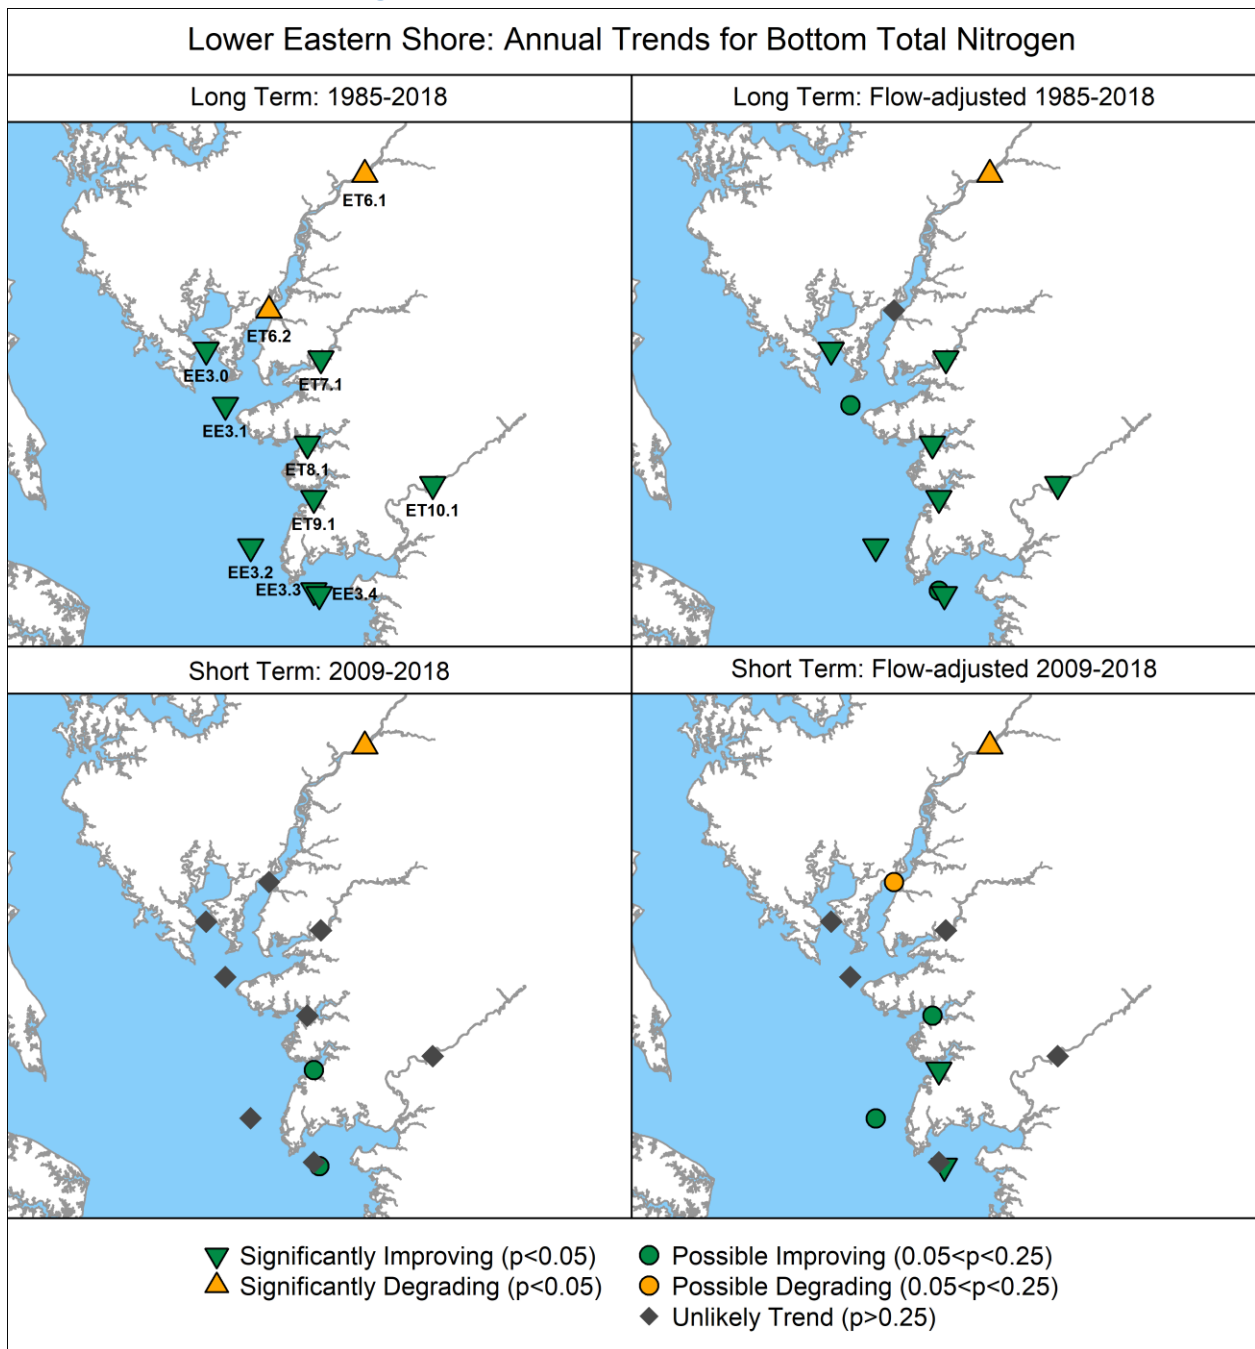 Lower Eastern Shore: Annual Trends for Bottom Total Nitrogen
Long Term: 1985-2018
Long Term: Flow-adjusted 1985-2018
ET6.1
ET6.2
EE3.0
ET7.1
EE3.1
ET8.1
ET9.1
ET10.1
EE3.2
EE3.3
EE3.4
Short Term: 2009-2018
Short Term: Flow-adjusted 2009-2018
Significantly Improving (p<0.05)
Significantly Degrading (p<0.05)
Possible Improving (0.05<p<0.25)
Possible Degrading (0.05<p<0.25)
Unlikely Trend (p>0.25)